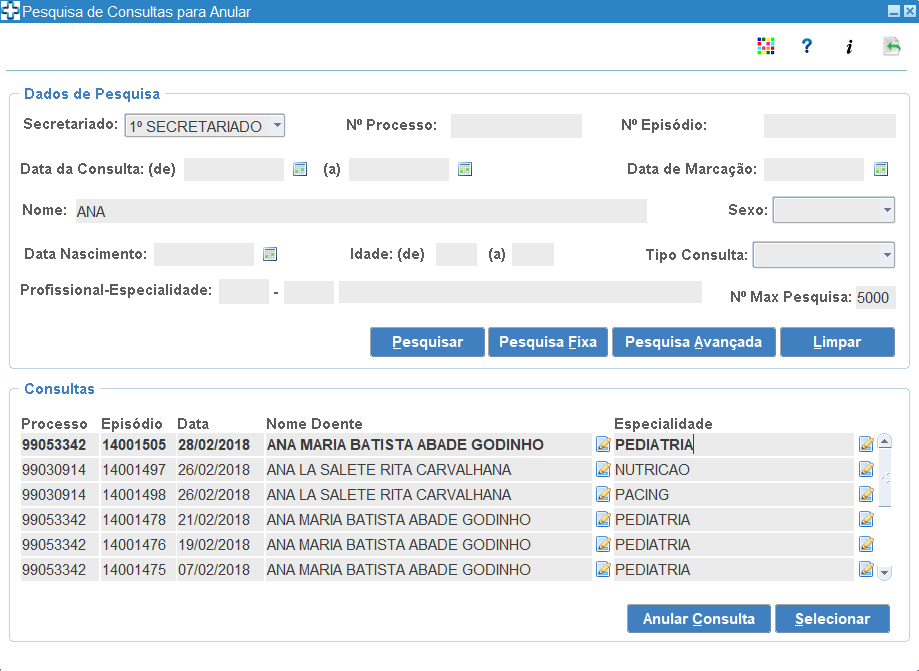 Pesquisa de Consultas para Anular
? i
Dados de Pesquisa
Secretariado: 1º SECRETARIADO Nº Processo: Nº Episódio:
Data da Consulta: (de) (a) Data de Marcação:
Nome: ANA Sexo:
Data Nascimento: Idade: (de) (a) Tipo Consulta:
Profissional-Especialidade: - Nº Max Pesquisa: 5000
Pesquisar Pesquisa Fixa Pesquisa Avançada Limpar
Consultas
Processo Episódio Data Nome Doente Especialidade
99053342 14001505 28/02/2018 ANA MARIA BATISTA ABADE GODINHO PEDIATRIA
99030914 14001497 26/02/2018 ANA LA SALETE RITA CARVALHANA NUTRICAO
99030914 14001498 26/02/2018 ANA LA SALETE RITA CARVALHANA PACING
99053342 14001478 21/02/2018 ANA MARIA BATISTA ABADE GODINHO PEDIATRIA
99053342 14001476 19/02/2018 ANA MARIA BATISTA ABADE GODINHO PEDIATRIA
99053342 14001475 07/02/2018 ANA MARIA BATISTA ABADE GODINHO PEDIATRIA
Anular Consulta Selecionar